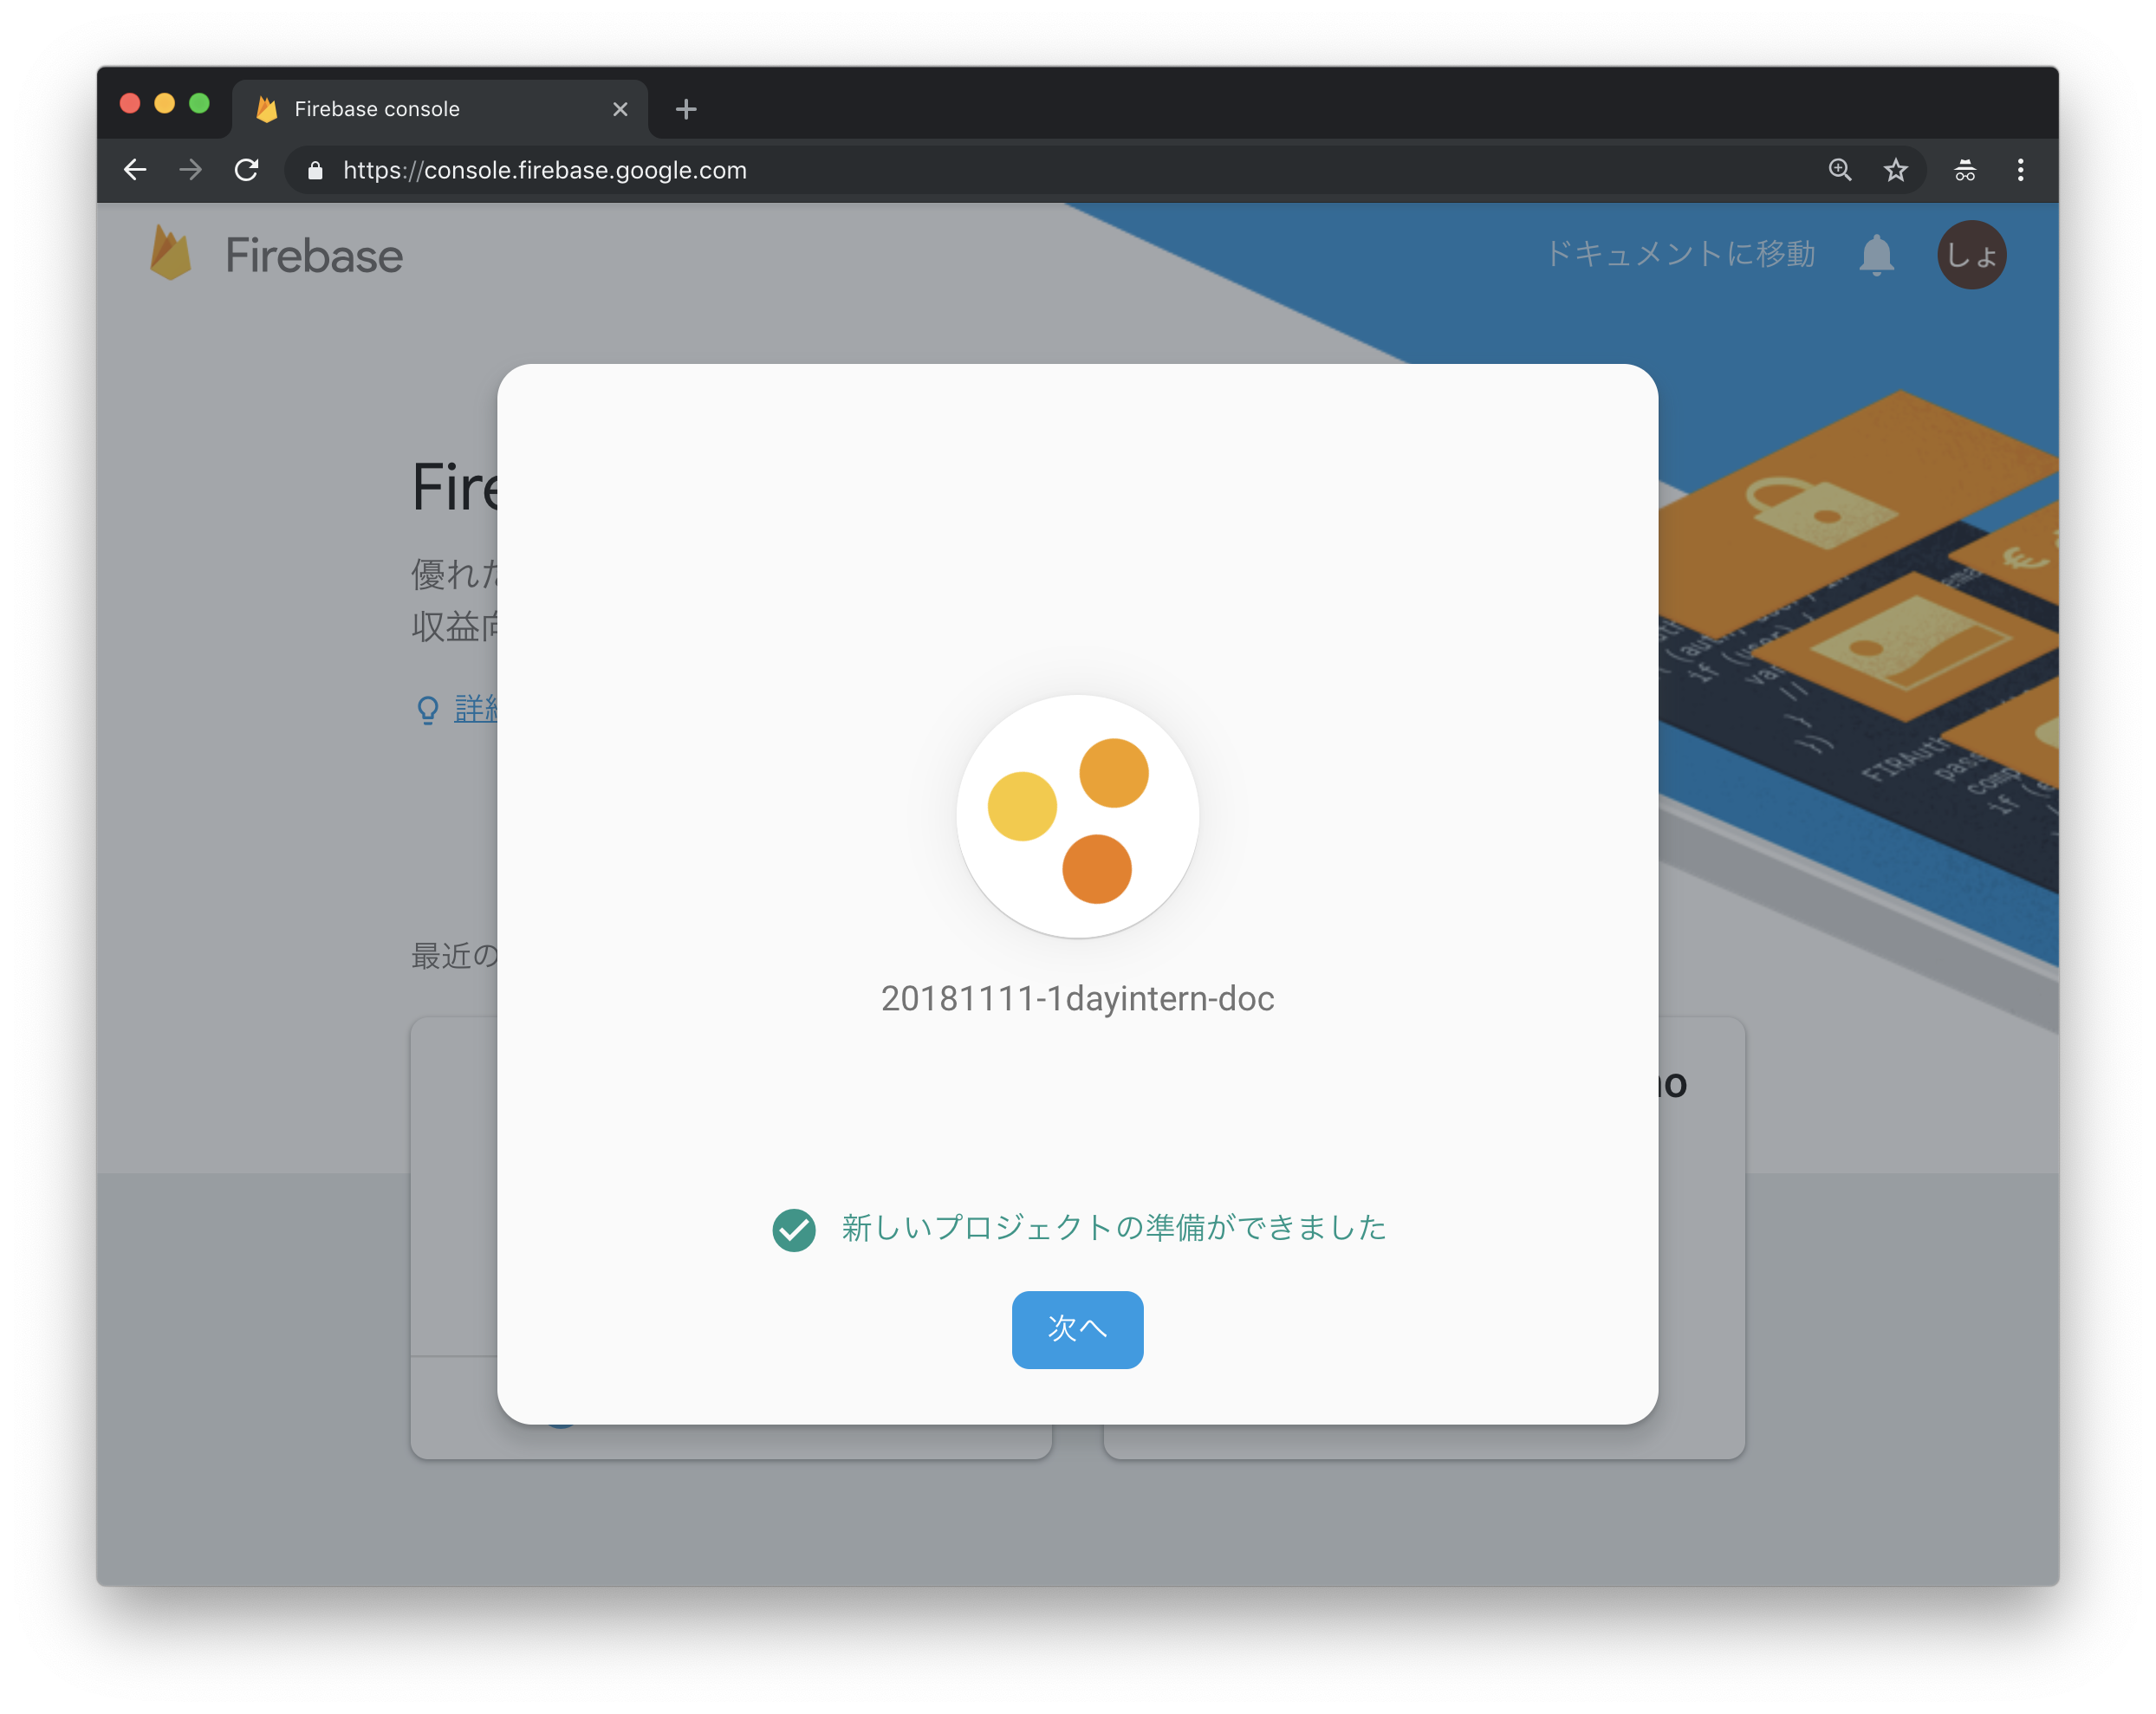 Firebase console
https://console.firebase.google.com
Firebase
ドキュメントに移動
しょ
Fire
優れた
収益向
詳細
最近の
no
20181111-1dayintern-doc
新しいプロジェクトの準備ができました
次へ
FIRAuth